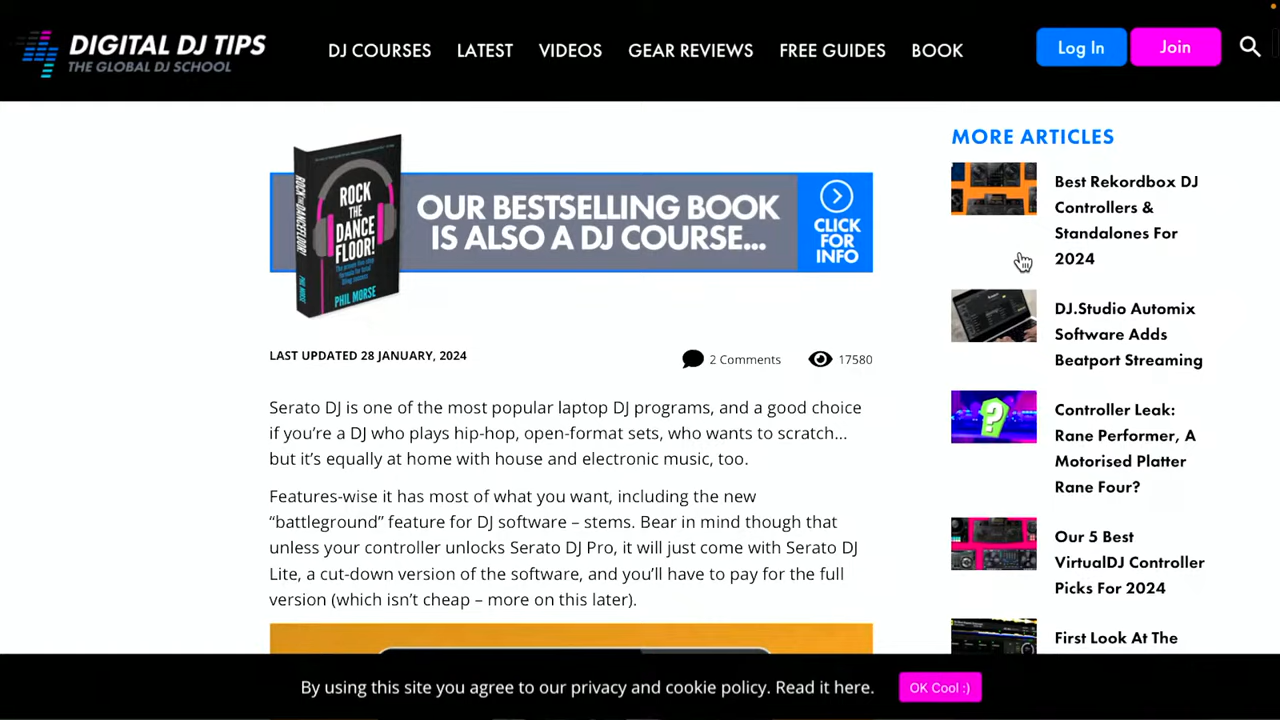 DIGITAL DJ TIPS
THE GLOBAL DJ SCHOOL
DJ COURSES
LATEST
VIDEOS
GEAR REVIEWS
FREE GUIDES
BOOK
Log In
Join
ROCK THE DANCEFLOOR!
PHIL MORSE
ROCK
THE
DANCE
FLOOR!
The proven five-step
PHIL MORSE
OUR BESTSELLING BOOK
IS ALSO A DJ COURSE...
CLICK
FOR
INFO
LAST UPDATED 28 JANUARY, 2024
2 Comments
17580
Serato DJ is one of the most popular laptop DJ programs, and a good choice
if you’re a DJ who plays hip-hop, open-format sets, who wants to scratch...
but it’s equally at home with house and electronic music, too.
Features-wise it has most of what you want, including the new
“battleground” feature for DJ software – stems. Bear in mind though that
unless your controller unlocks Serato DJ Pro, it will just come with Serato DJ
Lite, a cut-down version of the software, and you’ll have to pay for the full
version (which isn’t cheap – more on this later).
MORE ARTICLES
Best Rekordbox DJ
Controllers &
Standalones For
2024
DJ.Studio Automix
Software Adds
Beatport Streaming
Controller Leak:
Rane Performer, A
Motorised Platter
Rane Four?
Our 5 Best
VirtualDJ Controller
Picks For 2024
First Look At The
By using this site you agree to our privacy and cookie policy. Read it here.
OK Cool :)